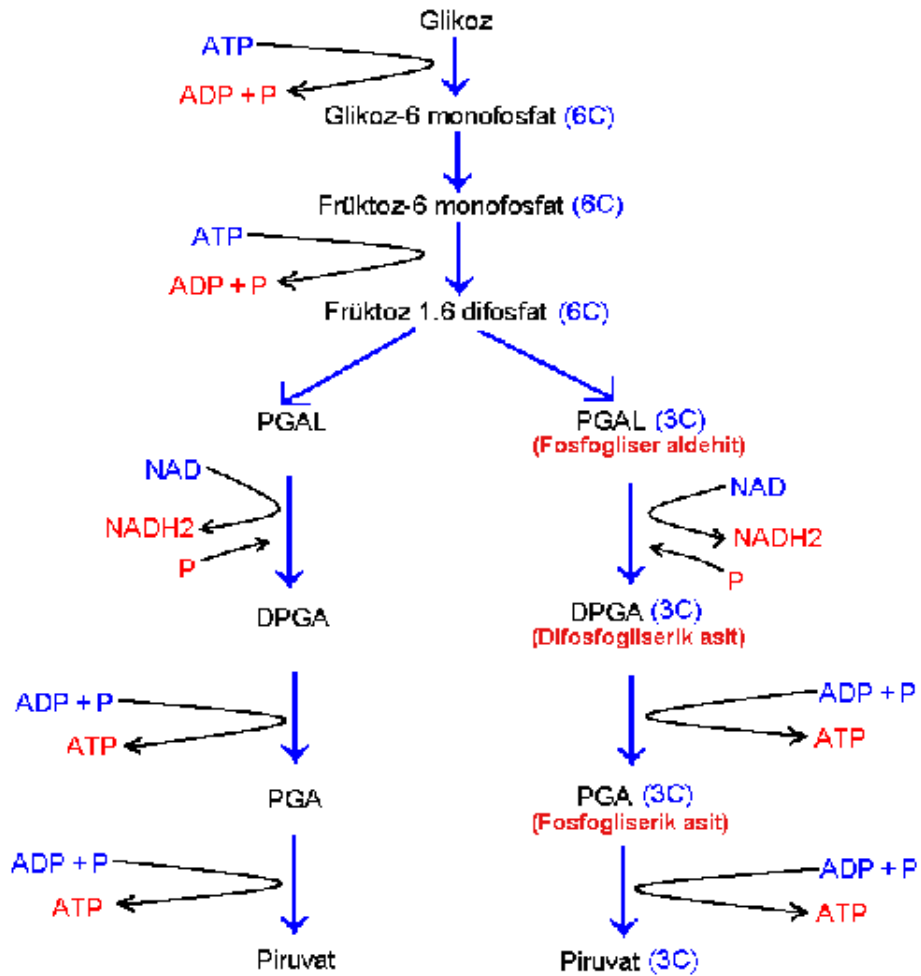 Glikoz
ATP
ADP + P
Glikoz-6 monofosfat (6C)
Früktoz-6 monofosfat (6C)
ATP
ADP + P
Früktoz 1.6 difosfat (6C)
PGAL PGAL (3C)
(Fosfogliser aldehit)
NAD NAD
NADH2 NADH2
P P
DPGA DPGA (3C)
(Difosfogliserik asit)
ADP + P ADP + P
ATP ATP
PGA PGA (3C)
(Fosfogliserik asit)
ADP + P ADP + P
ATP ATP
Piruvat Piruvat (3C)